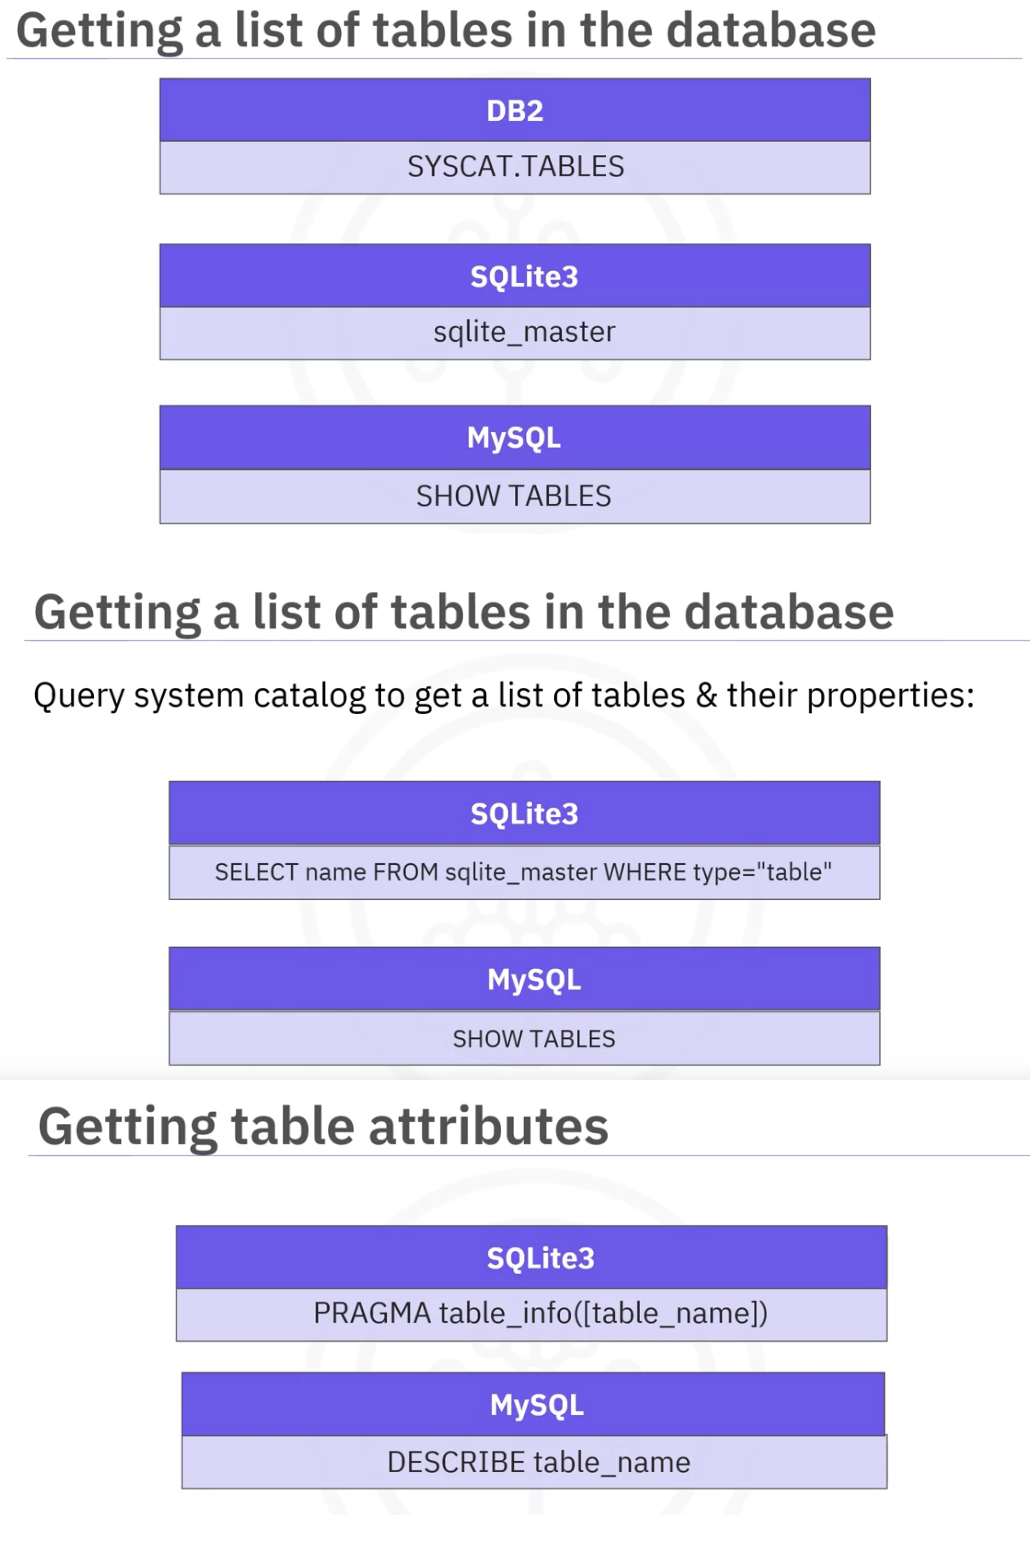 Getting a list of tables in the database
DB2
SYSCAT.TABLES
SQLite3
sqlite_master
MySQL
SHOW TABLES
Getting a list of tables in the database
Query system catalog to get a list of tables & their properties:
SQLite3
SELECT name FROM sqlite_master WHERE type="table"
MySQL
SHOW TABLES
Getting table attributes
SQLite3
PRAGMA table_info([table_name])
MySQL
DESCRIBE table_name